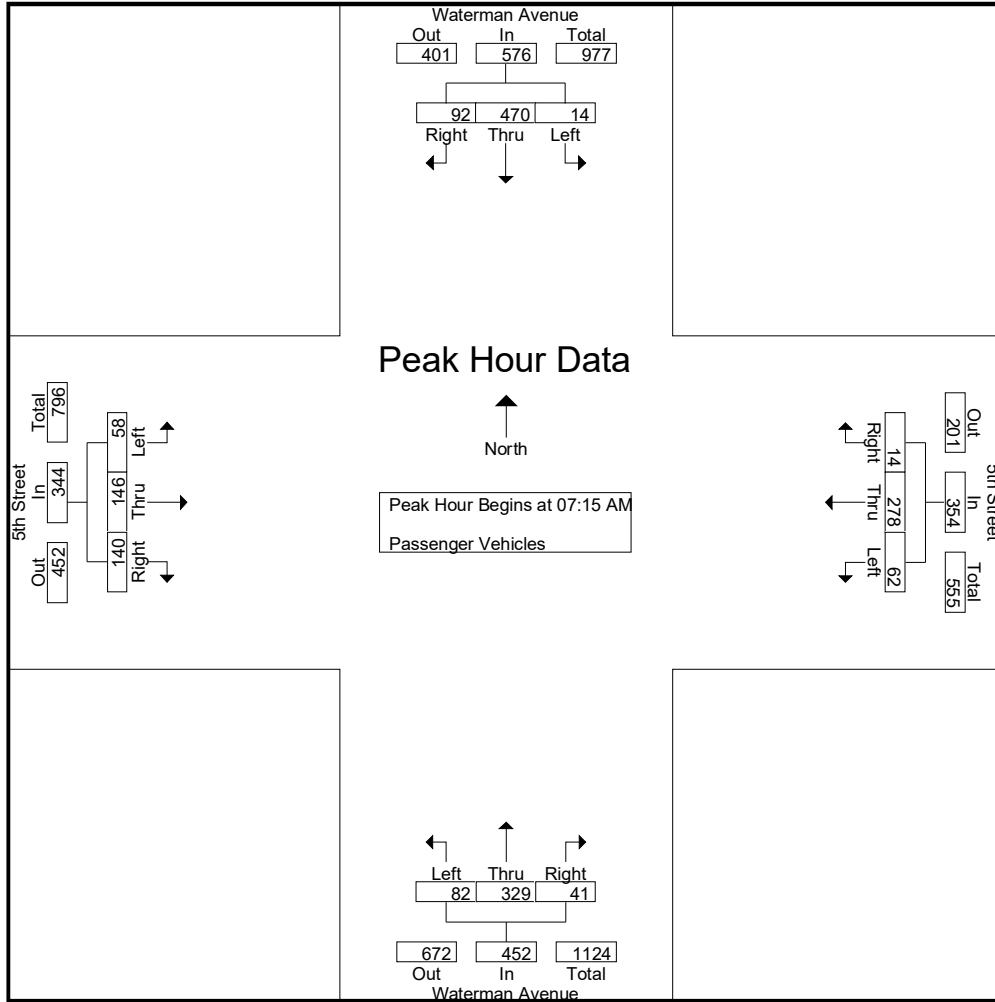 Waterman Avenue
Out In Total
401 576 977
92 470 14
Right Thru Left
Peak Hour Data
North
Peak Hour Begins at 07:15 AM
Passenger Vehicles
5th Street
Total In Out
796 344 452
58 146 140
Left Thru Right
Right Thru Left
14 278 62
Out In Total
201 354 555
5th Street
Left Thru Right
82 329 41
672 452 1124
Out In Total
Waterman Avenue